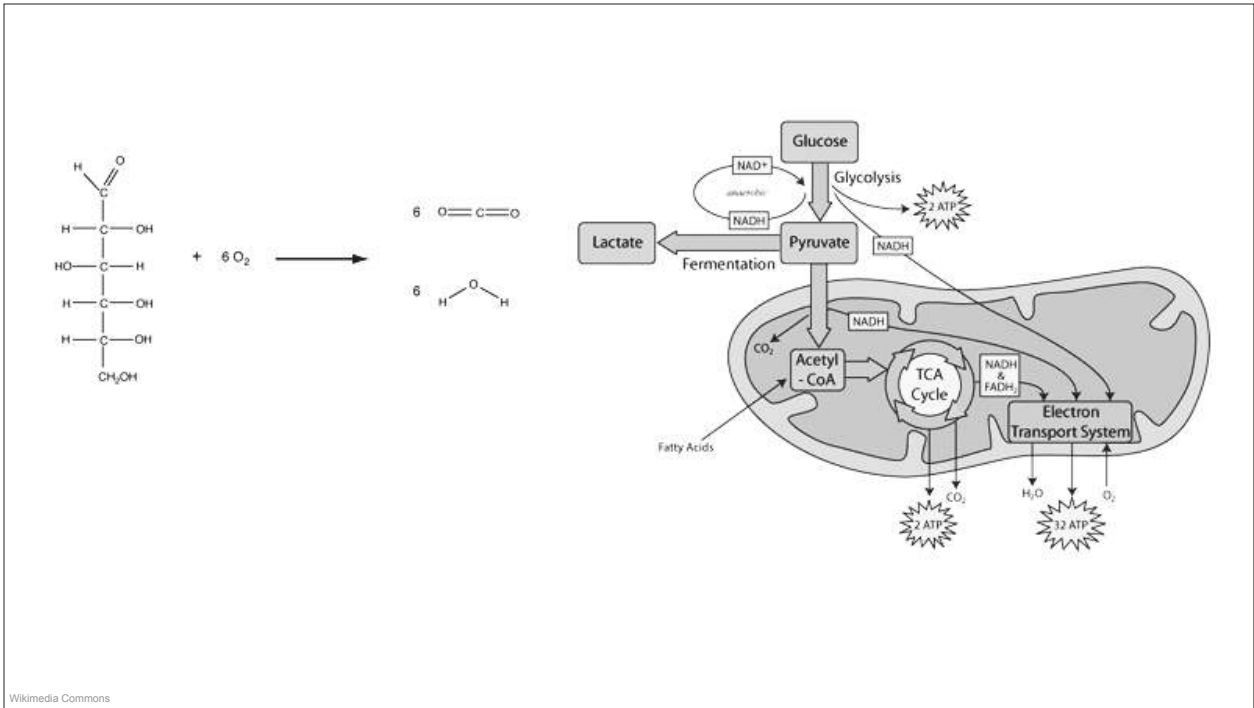 H
O
C
H
C
OH
HO
C
H
H
C
OH
H
C
OH
CH₂OH
+
6 O₂
6
O
C
O
6
O
H
H
Glucose
NAD+
anaerobic
NADH
Glycolysis
2 ATP
Lactate
Pyruvate
NADH
Fermentation
NADH
CO₂
Acetyl
- CoA
TCA
Cycle
NADH
&
FADH₂
Electron
Transport System
Fatty Acids
H₂O
O₂
CO₂
2 ATP
32 ATP
Wikimedia Commons